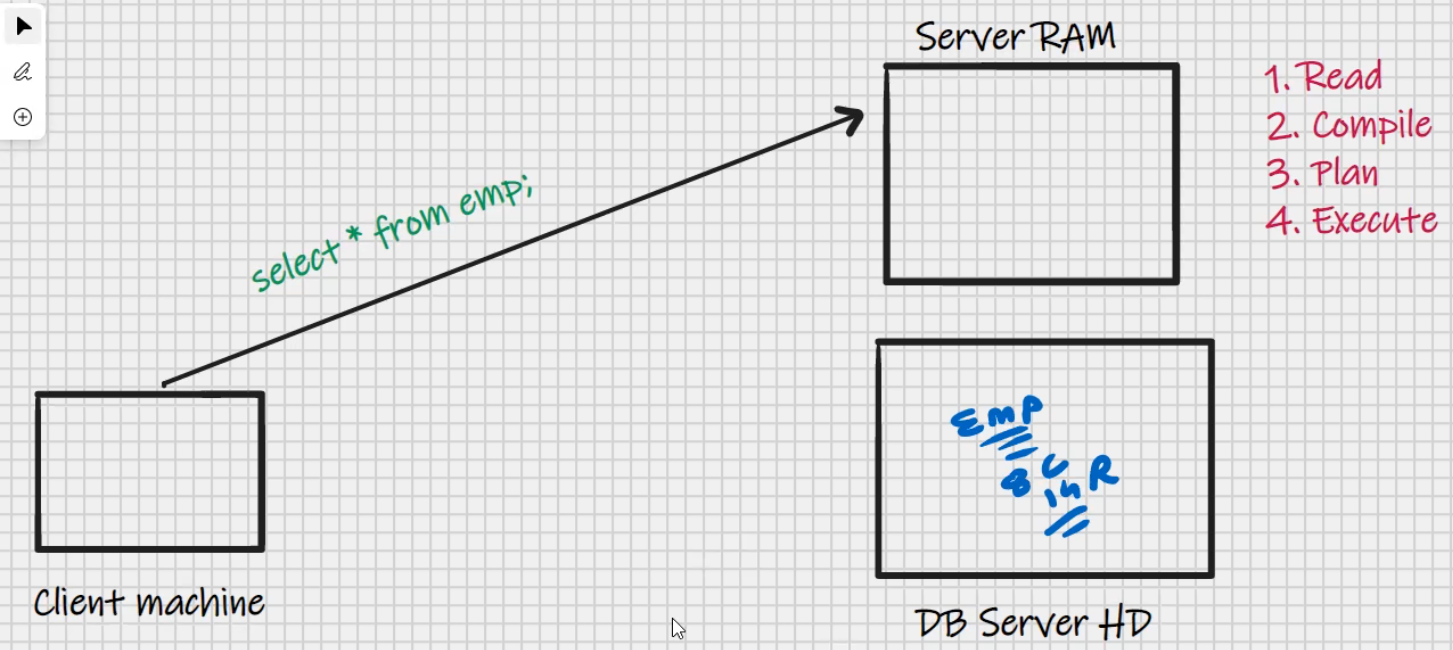 Server RAM
1. Read
2. Compile
3. Plan
4. Execute
select * from emp;
Emp
8 C
14 R
Client machine
DB Server HD